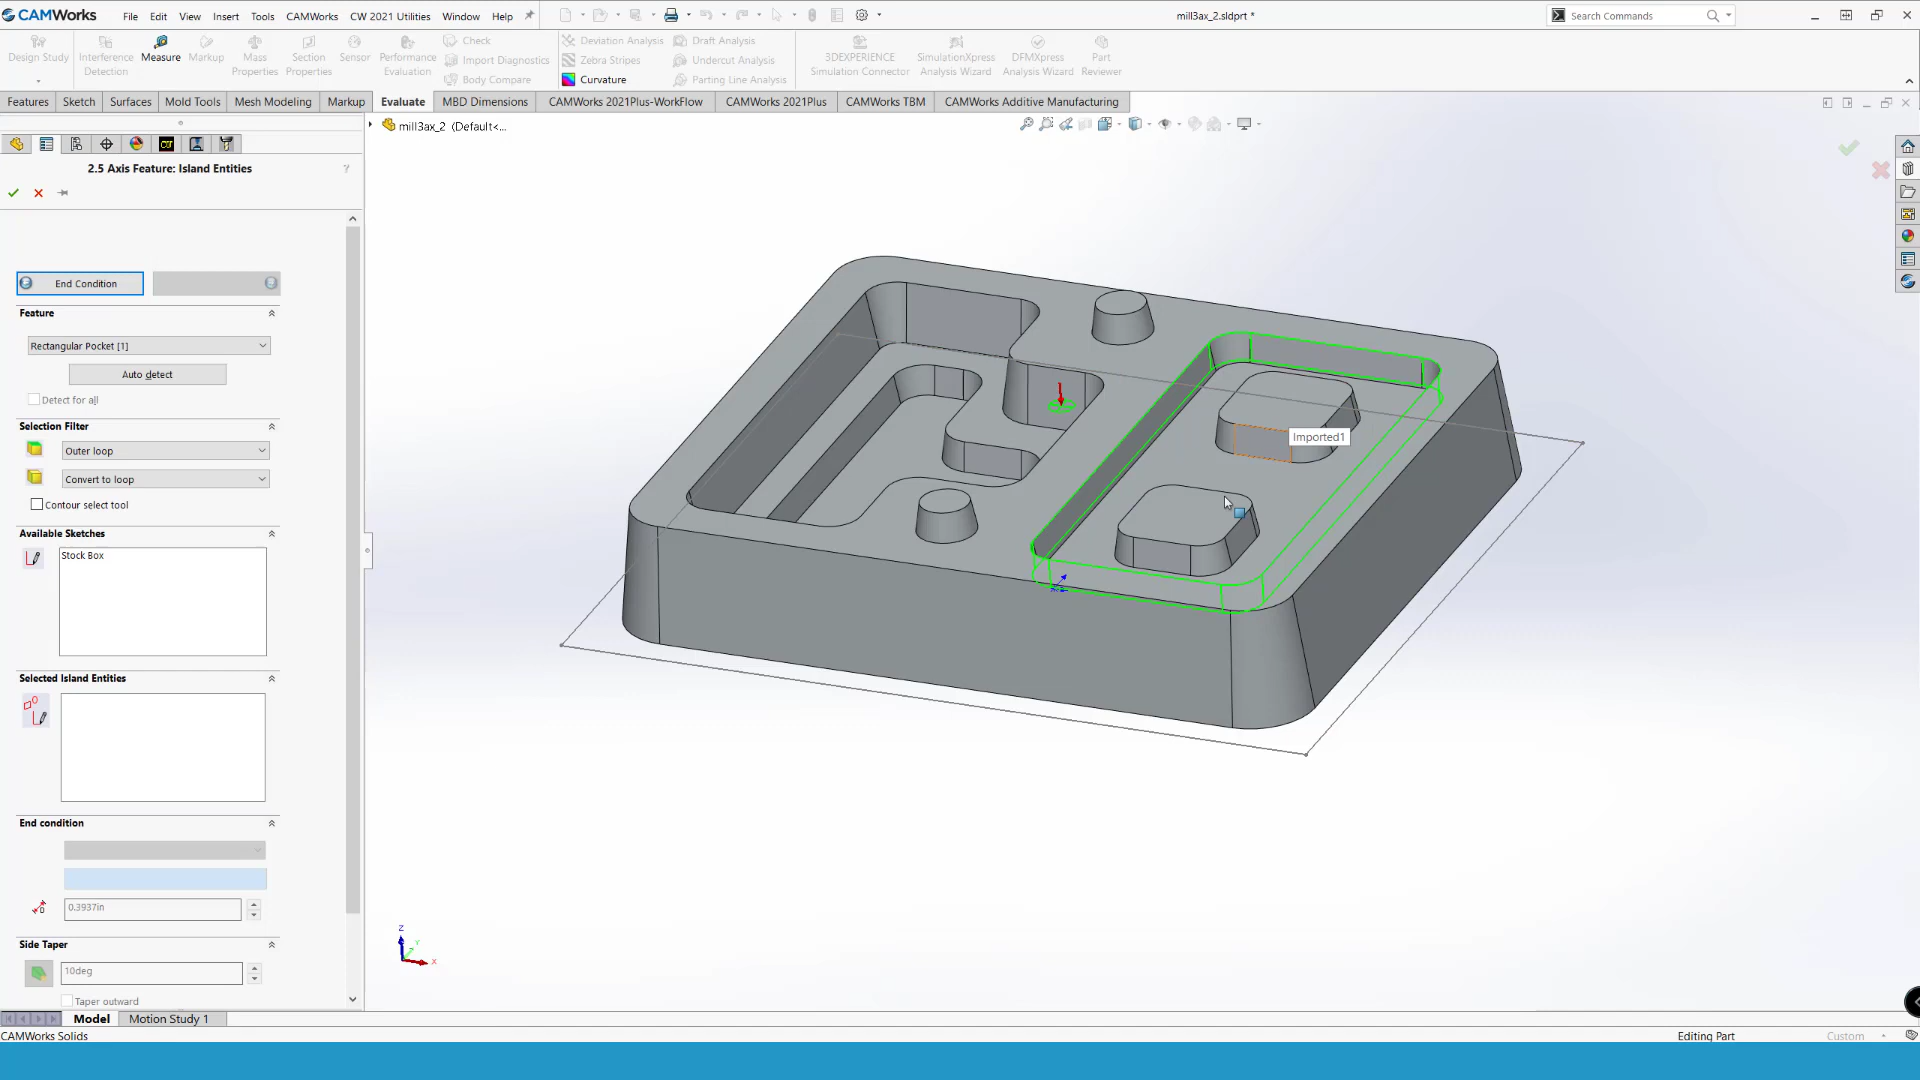 CAMWorks File Edit View Insert Tools CAMWorks CW 2021 Utilities Window Help mill3ax_2.sldprt * Search Commands
Design Study
Interference Detection
Measure
Markup
Mass Properties
Section Properties
Sensor
Performance Evaluation
Check
Import Diagnostics
Body Compare
Deviation Analysis
Zebra Stripes
Curvature
Draft Analysis
Undercut Analysis
Parting Line Analysis
3DEXPERIENCE Simulation Connector
SimulationXpress Analysis Wizard
DFMXpress Analysis Wizard
Part Reviewer
Features Sketch Surfaces Mold Tools Mesh Modeling Markup Evaluate MBD Dimensions CAMWorks 2021Plus-WorkFlow CAMWorks 2021Plus CAMWorks TBM CAMWorks Additive Manufacturing
mill3ax_2 (Default<...
2.5 Axis Feature: Island Entities ?
End Condition
Feature
Rectangular Pocket [1]
Auto detect
Detect for all
Selection Filter
Outer loop
Convert to loop
Contour select tool
Available Sketches
Stock Box
Selected Island Entities
End condition
0.3937in
Side Taper
10deg
Taper outward
Imported1
Z
Y
X
Model Motion Study 1
CAMWorks Solids Editing Part Custom